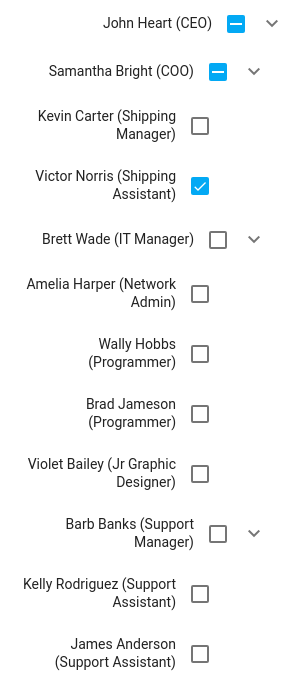 John Heart (CEO)
Samantha Bright (COO)
Kevin Carter (Shipping
Manager)
Victor Norris (Shipping
Assistant)
Brett Wade (IT Manager)
Amelia Harper (Network
Admin)
Wally Hobbs
(Programmer)
Brad Jameson
(Programmer)
Violet Bailey (Jr Graphic
Designer)
Barb Banks (Support
Manager)
Kelly Rodriguez (Support
Assistant)
James Anderson
(Support Assistant)